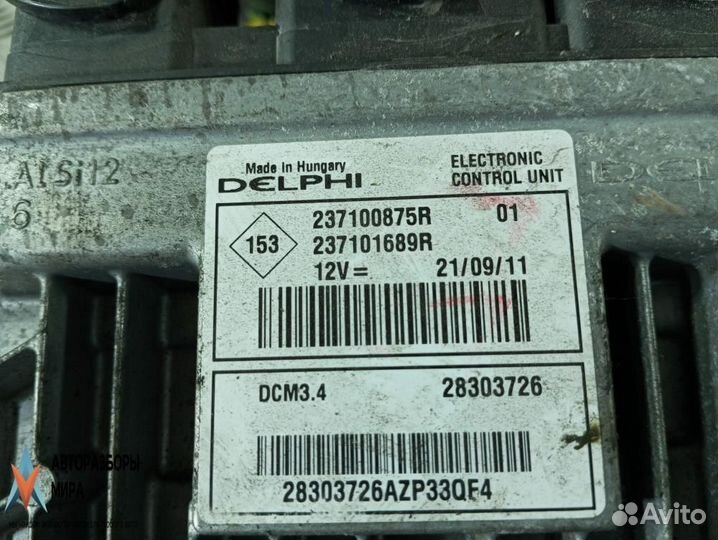 ALSi12
6
Made in Hungary
DELPHI
ELECTRONIC
CONTROL UNIT
153
237100875R 01
237101689R
12V= 21/09/11
DCM3.4 28303726
28303726AZP33QF4
АВТОРАЗБОРЫ
МИРА
Avito